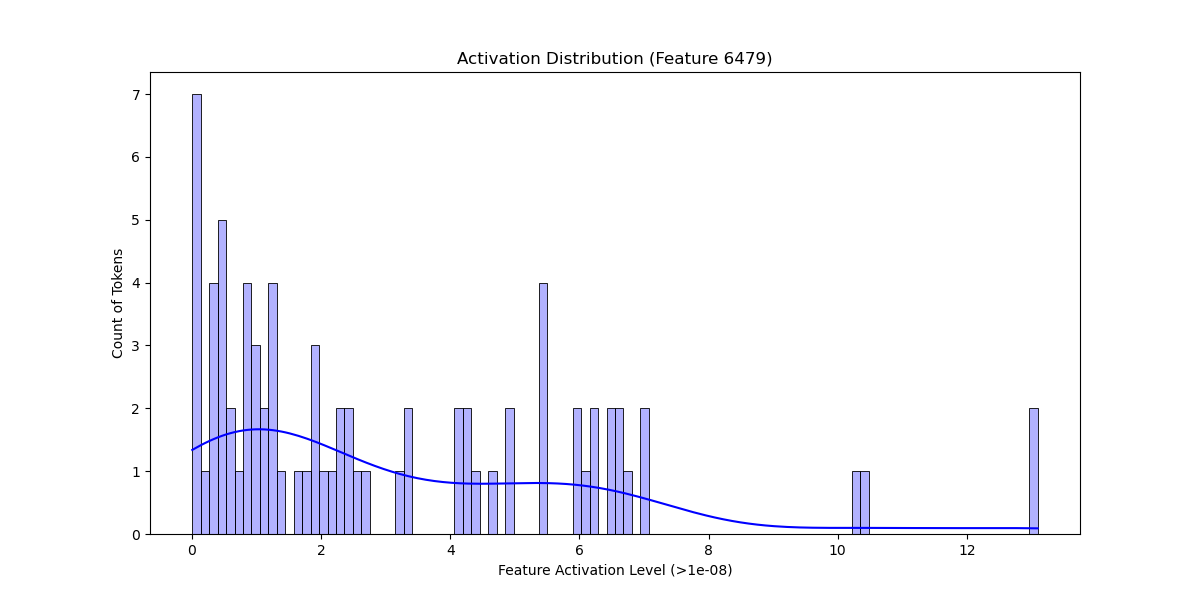 Activation Distribution (Feature 6479)
7
6
5
4
3
2
1
0
Count of Tokens
0 2 4 6 8 10 12
Feature Activation Level (>1e-08)